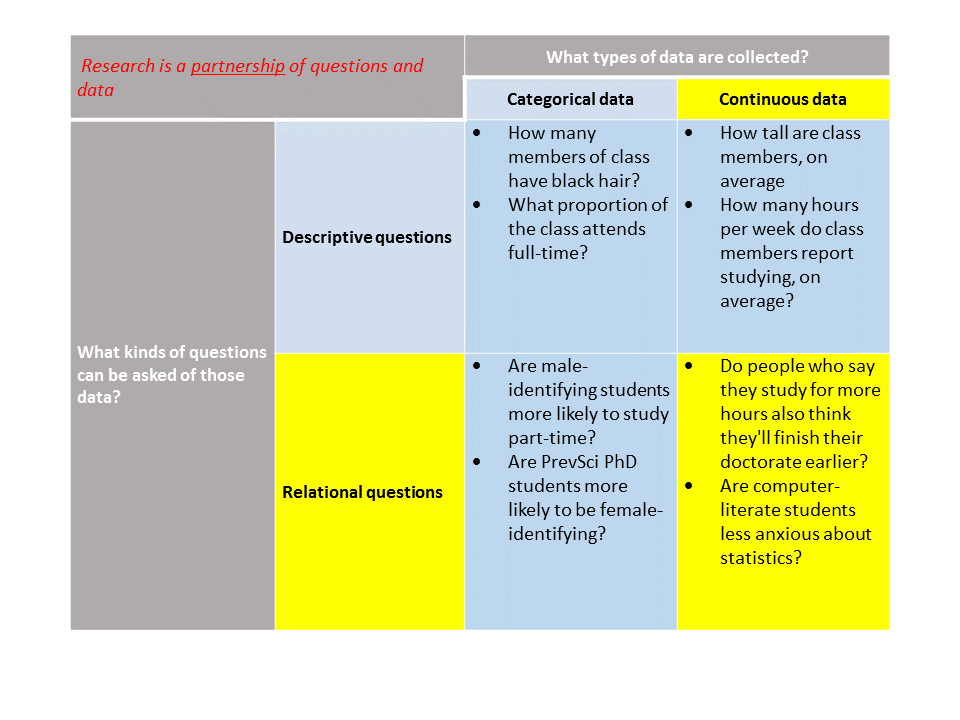 Research is a partnership of questions and
data
What types of data are collected?
Categorical data
Continuous data
What kinds of questions
can be asked of those
data?
Descriptive questions
• How many
members of class
have black hair?
• What proportion of
the class attends
full-time?
• How tall are class
members, on
average
• How many hours
per week do class
members report
studying, on
average?
Relational questions
• Are male-
identifying students
more likely to study
part-time?
• Are PrevSci PhD
students more
likely to be female-
identifying?
• Do people who say
they study for more
hours also think
they'll finish their
doctorate earlier?
• Are computer-
literate students
less anxious about
statistics?